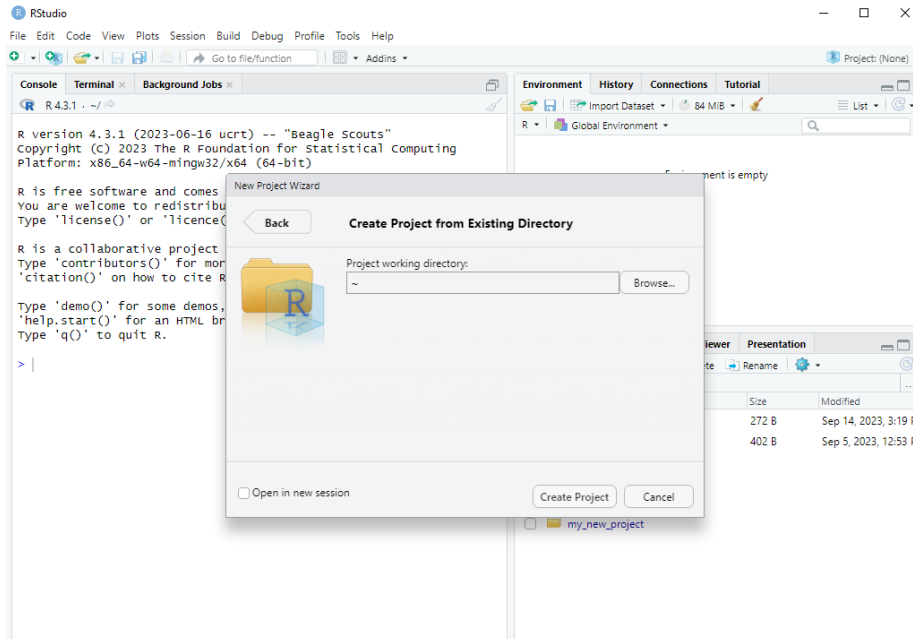 RStudio
File Edit Code View Plots Session Build Debug Profile Tools Help
Go to file/function Addins Project: (None)
Console Terminal Background Jobs
R 4.3.1 · ~/
R version 4.3.1 (2023-06-16 ucrt) -- "Beagle Scouts"
Copyright (C) 2023 The R Foundation for Statistical Computing
Platform: x86_64-w64-mingw32/x64 (64-bit)
R is free software and comes
You are welcome to redistribu
Type 'license()' or 'licence(
R is a collaborative project
Type 'contributors()' for mor
'citation()' on how to cite R
Type 'demo()' for some demos,
'help.start()' for an HTML br
Type 'q()' to quit R.
>
New Project Wizard
Back Create Project from Existing Directory
R
Project working directory:
~ Browse...
Open in new session Create Project Cancel
Environment History Connections Tutorial
Import Dataset 84 MiB List
R Global Environment
ment is empty
iewer Presentation
te Rename
Size Modified
272 B Sep 14, 2023, 3:19
402 B Sep 5, 2023, 12:53
my_new_project